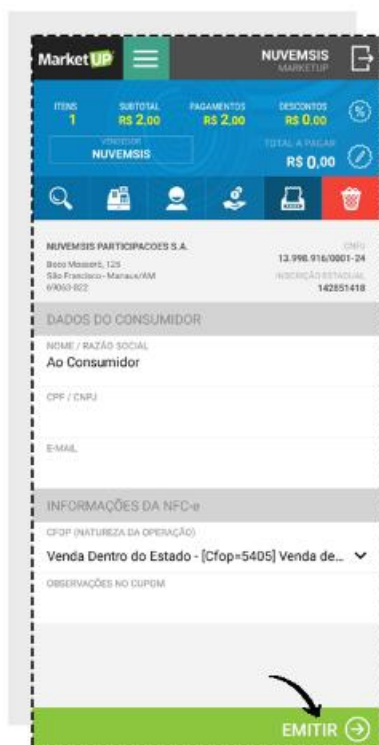 MarketUP
NUVEMSIS
MARKETUP
ITENS SUBTOTAL PAGAMENTOS DESCONTOS
1 R$ 2,00 R$ 2,00 R$ 0,00
VENDEDOR
NUVEMSIS
TOTAL A PAGAR
R$ 0,00
NUVEMSIS PARTICIPACOES S.A.
CNPJ
13.998.916/0001-24
Beco Mossoró, 125
São Francisco - Manaus/AM
INSCRIÇÃO ESTADUAL
69063-822
142851418
DADOS DO CONSUMIDOR
NOME / RAZÃO SOCIAL
Ao Consumidor
CPF / CNPJ
E-MAIL
INFORMAÇÕES DA NFC-e
CFOP (NATUREZA DA OPERAÇÃO)
Venda Dentro do Estado - [Cfop=5405] Venda de...
OBSERVAÇÕES NO CUPOM
EMITIR